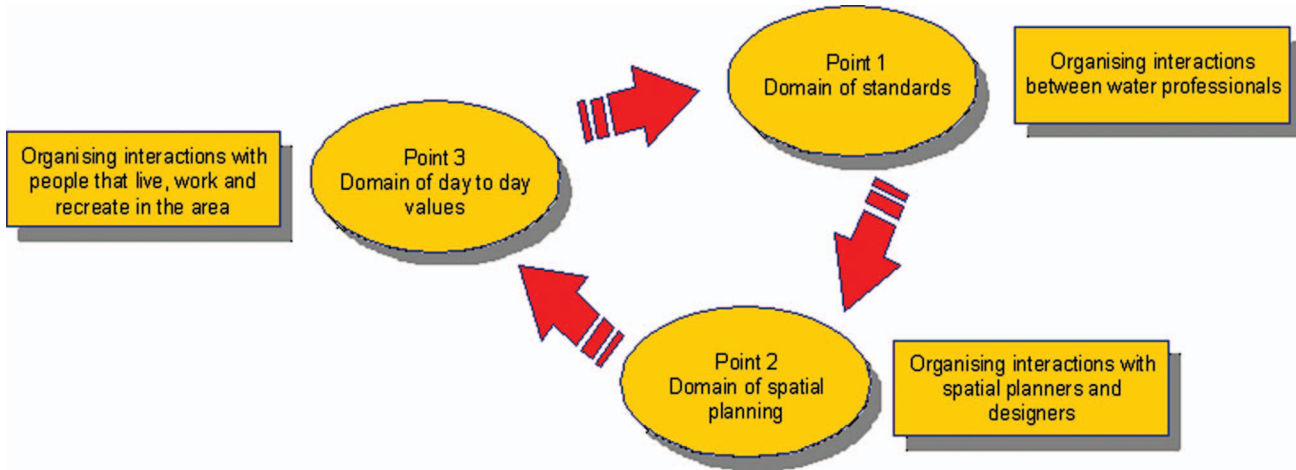 Point 1
Domain of standards
Organising interactions
between water professionals
Point 2
Domain of spatial
planning
Organising interactions with
spatial planners and
designers
Point 3
Domain of day to day
values
Organising interactions with
people that live, work and
recreate in the area